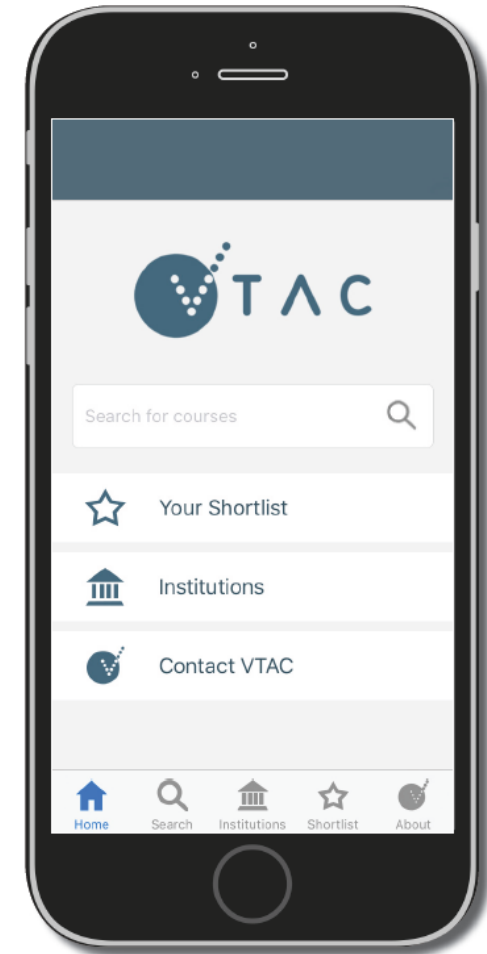 VTAC
Search for courses
Your Shortlist
Institutions
Contact VTAC
Home Search Institutions Shortlist About